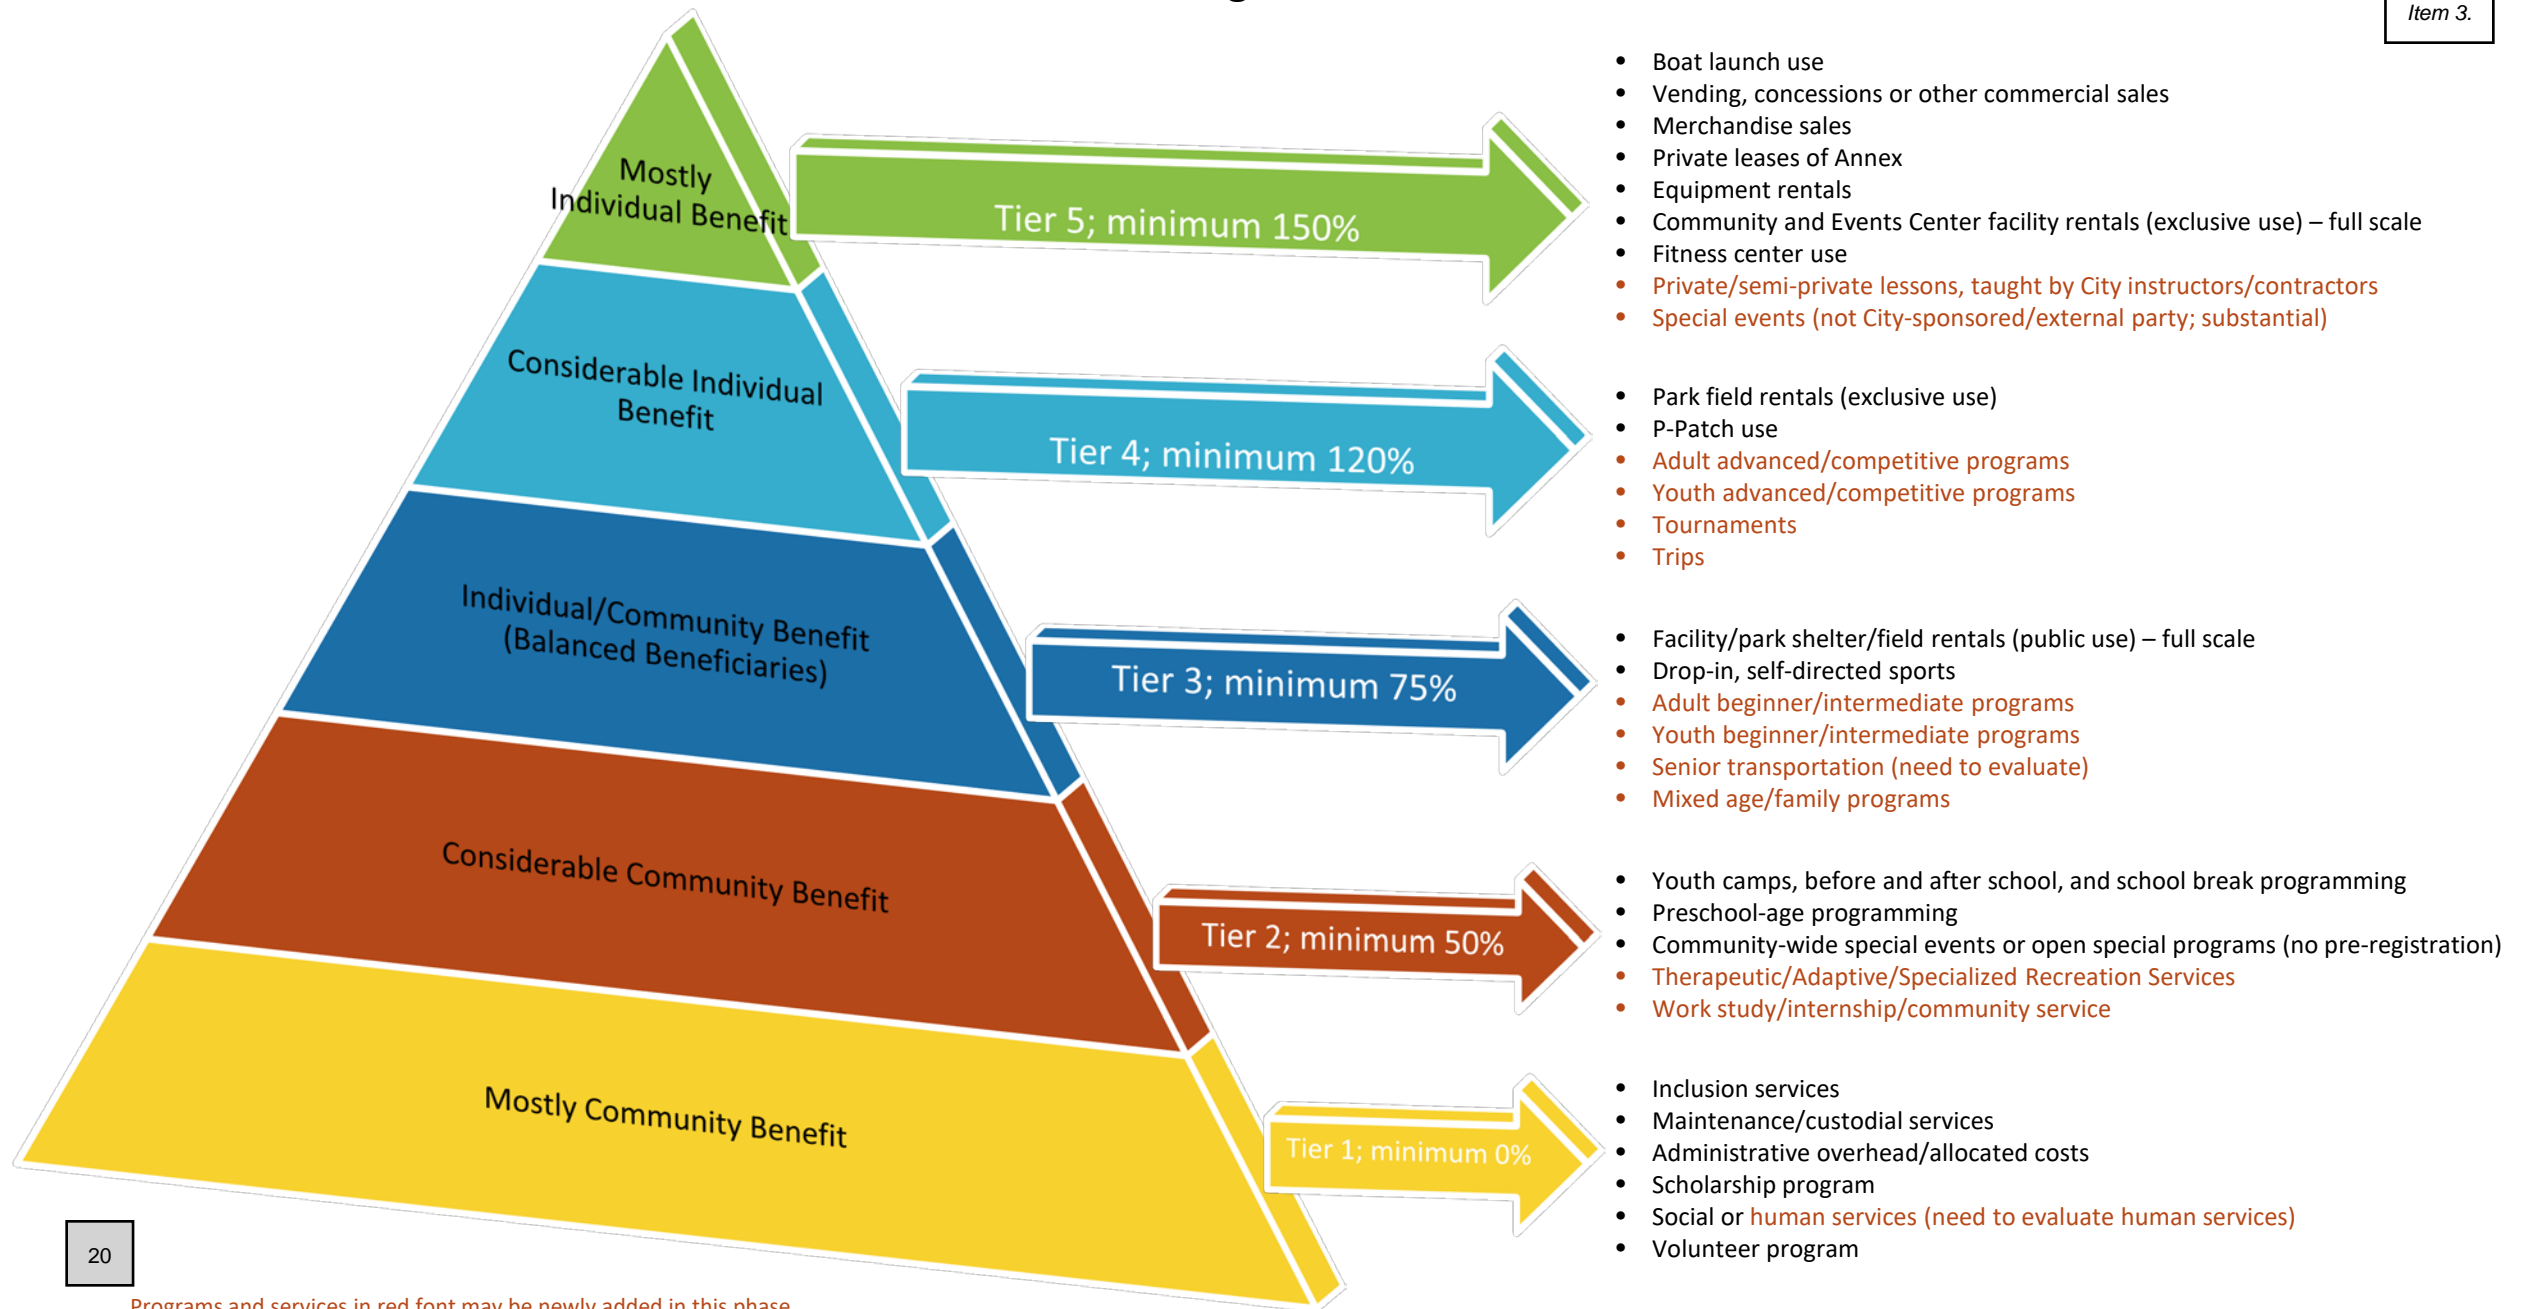 Item 3.
Mostly
Individual Benefit
Tier 5; minimum 150%
• Boat launch use
• Vending, concessions or other commercial sales
• Merchandise sales
• Private leases of Annex
• Equipment rentals
• Community and Events Center facility rentals (exclusive use) – full scale
• Fitness center use
• Private/semi-private lessons, taught by City instructors/contractors
• Special events (not City-sponsored/external party; substantial)
Considerable Individual
Benefit
Tier 4; minimum 120%
• Park field rentals (exclusive use)
• P-Patch use
• Adult advanced/competitive programs
• Youth advanced/competitive programs
• Tournaments
• Trips
Individual/Community Benefit
(Balanced Beneficiaries)
Tier 3; minimum 75%
• Facility/park shelter/field rentals (public use) – full scale
• Drop-in, self-directed sports
• Adult beginner/intermediate programs
• Youth beginner/intermediate programs
• Senior transportation (need to evaluate)
• Mixed age/family programs
Considerable Community Benefit
Tier 2; minimum 50%
• Youth camps, before and after school, and school break programming
• Preschool-age programming
• Community-wide special events or open special programs (no pre-registration)
• Therapeutic/Adaptive/Specialized Recreation Services
• Work study/internship/community service
Mostly Community Benefit
Tier 1; minimum 0%
• Inclusion services
• Maintenance/custodial services
• Administrative overhead/allocated costs
• Scholarship program
• Social or human services (need to evaluate human services)
• Volunteer program
20
Programs and services in red font may be newly added in this phase